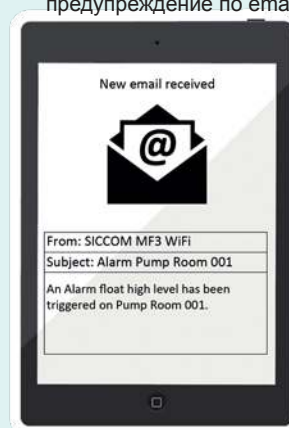 предупреждение по ema
New email received
@
From: SICCOM MF3 WiFi
Subject: Alarm Pump Room 001
An Alarm float high level has been
triggered on Pump Room 001.